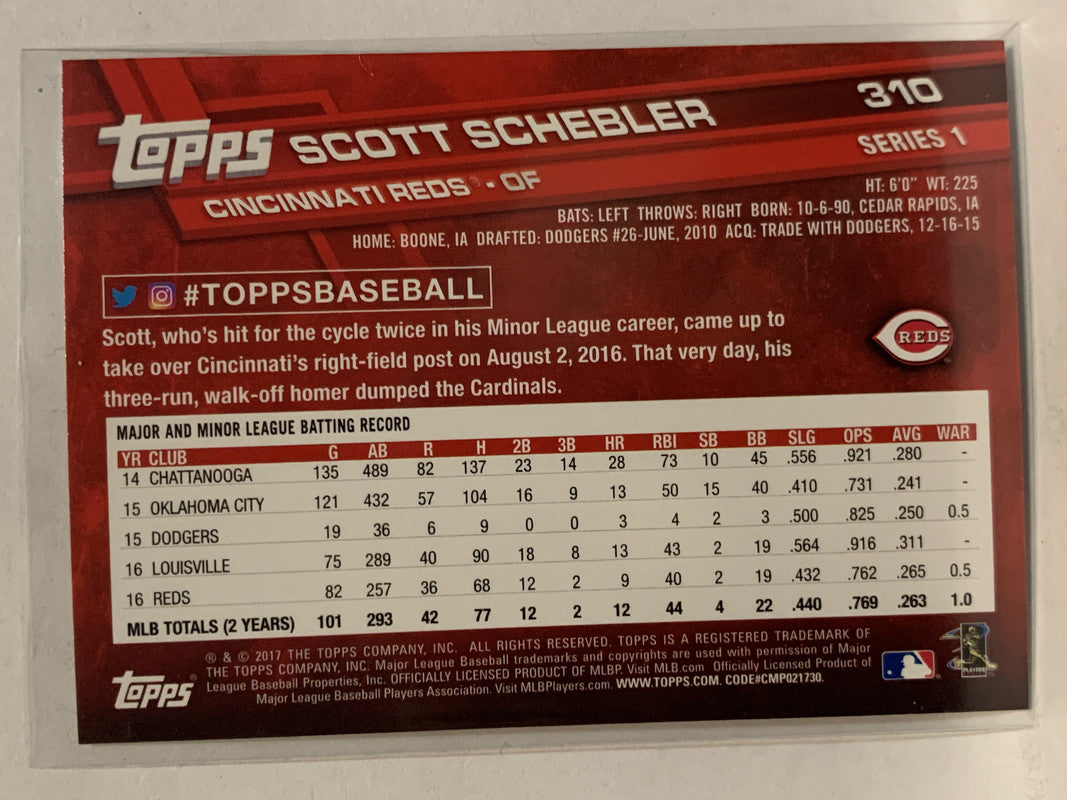 TOPPS SCOTT SCHEBLER 310
CINCINNATI REDS® • OF SERIES 1
HT: 6'0" WT: 225
BATS: LEFT THROWS: RIGHT BORN: 10-6-90, CEDAR RAPIDS, IA
HOME: BOONE, IA DRAFTED: DODGERS #26-JUNE, 2010 ACQ: TRADE WITH DODGERS, 12-16-15
#TOPPSBASEBALL
Scott, who's hit for the cycle twice in his Minor League career, came up to
take over Cincinnati's right-field post on August 2, 2016. That very day, his
three-run, walk-off homer dumped the Cardinals.
REDS
MAJOR AND MINOR LEAGUE BATTING RECORD
YR CLUB G AB R H 2B 3B HR RBI SB BB SLG OPS AVG WAR
14 CHATTANOOGA 135 489 82 137 23 14 28 73 10 45 .556 .921 .280 -
15 OKLAHOMA CITY 121 432 57 104 16 9 13 50 15 40 .410 .731 .241 -
15 DODGERS 19 36 6 9 0 0 3 4 2 3 .500 .825 .250 0.5
16 LOUISVILLE 75 289 40 90 18 8 13 43 2 19 .564 .916 .311 -
16 REDS 82 257 36 68 12 2 9 40 2 19 .432 .762 .265 0.5
MLB TOTALS (2 YEARS) 101 293 42 77 12 2 12 44 4 22 .440 .769 .263 1.0
® & © 2017 THE TOPPS COMPANY, INC. ALL RIGHTS RESERVED. TOPPS IS A REGISTERED TRADEMARK OF
THE TOPPS COMPANY, INC. Major League Baseball trademarks and copyrights are used with permission of Major
League Baseball Properties, Inc. OFFICIALLY LICENSED PRODUCT OF MLBP. Visit MLB.com. Officially Licensed Product of
Major League Baseball Players Association. Visit MLBPlayers.com. WWW.TOPPS.COM. CODE#CMP021730.
TOPPS®
PLAYERS